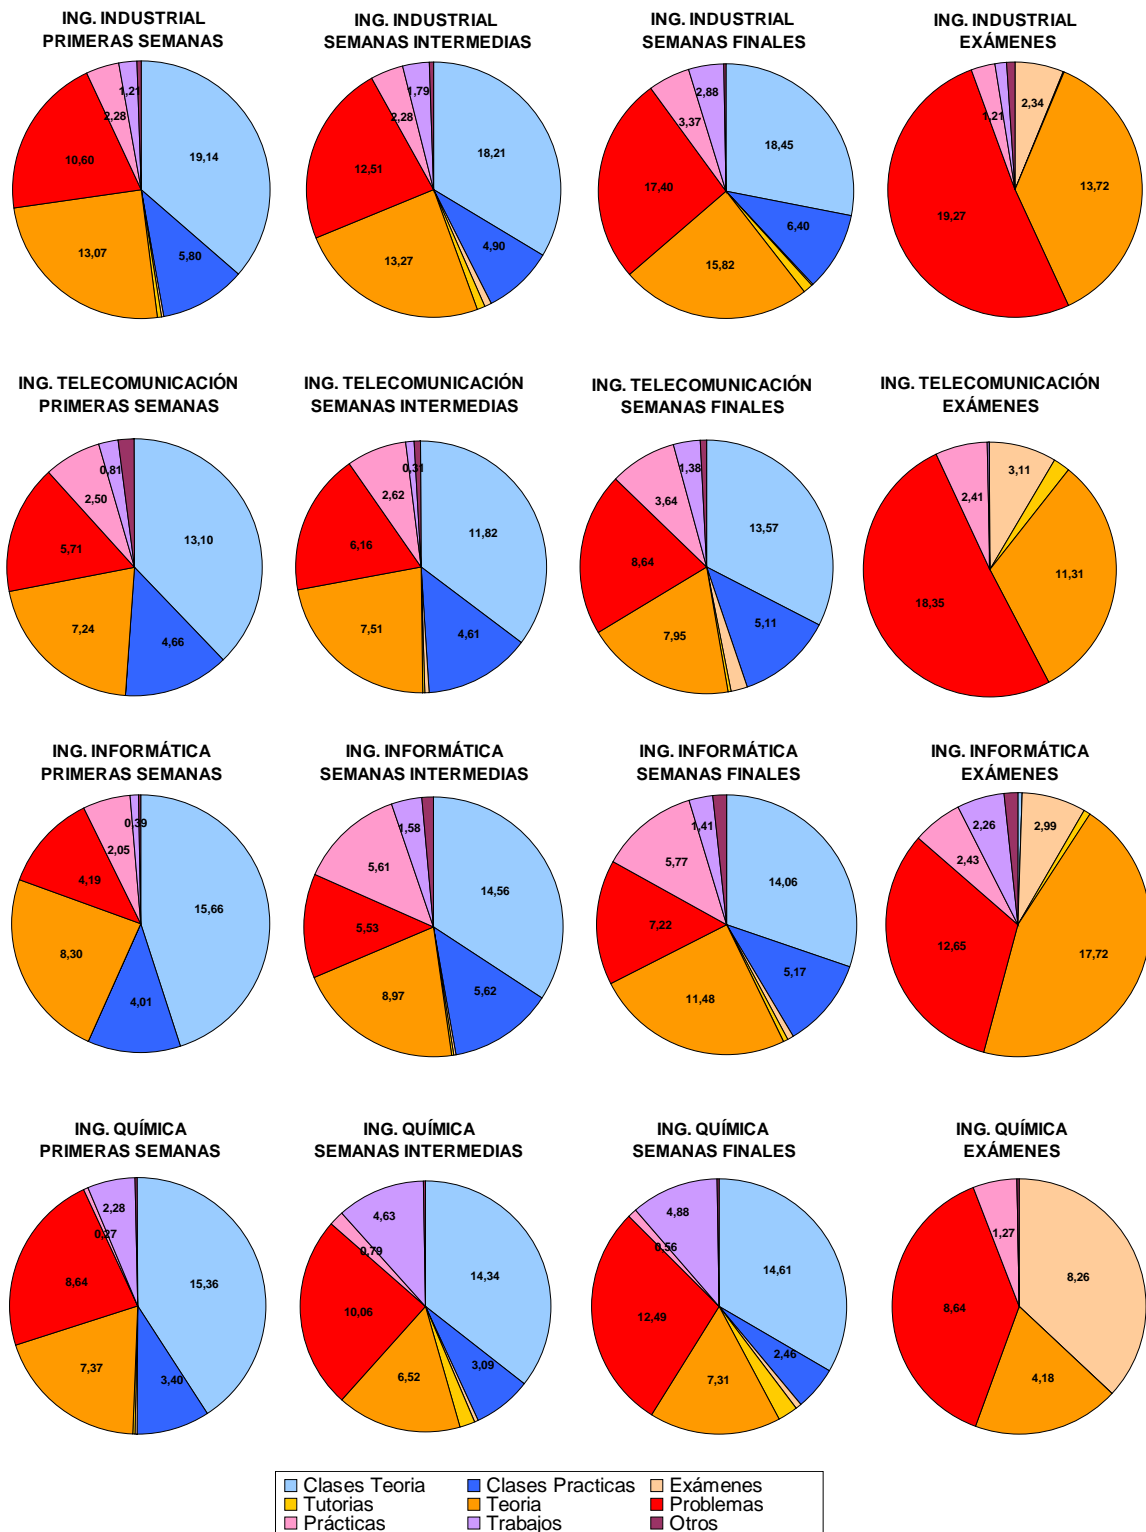 ING. INDUSTRIAL
PRIMERAS SEMANAS
1,21
2,28
10,60
19,14
13,07
5,80
ING. INDUSTRIAL
SEMANAS INTERMEDIAS
1,79
2,28
12,51
18,21
4,90
13,27
ING. INDUSTRIAL
SEMANAS FINALES
2,88
3,37
17,40
18,45
6,40
15,82
ING. INDUSTRIAL
EXÁMENES
2,34
1,21
13,72
19,27
ING. TELECOMUNICACIÓN
PRIMERAS SEMANAS
0,81
2,50
5,71
13,10
7,24
4,66
ING. TELECOMUNICACIÓN
SEMANAS INTERMEDIAS
0,31
2,62
6,16
11,82
7,51
4,61
ING. TELECOMUNICACIÓN
SEMANAS FINALES
1,38
3,64
8,64
13,57
7,95
5,11
ING. TELECOMUNICACIÓN
EXÁMENES
3,11
2,41
11,31
18,35
ING. INFORMÁTICA
PRIMERAS SEMANAS
0,39
2,05
4,19
15,66
8,30
4,01
ING. INFORMÁTICA
SEMANAS INTERMEDIAS
1,58
5,61
14,56
5,53
8,97
5,62
ING. INFORMÁTICA
SEMANAS FINALES
1,41
5,77
14,06
7,22
5,17
11,48
ING. INFORMÁTICA
EXÁMENES
2,26
2,99
2,43
12,65
17,72
ING. QUÍMICA
PRIMERAS SEMANAS
2,28
0,27
8,64
15,36
7,37
3,40
ING. QUÍMICA
SEMANAS INTERMEDIAS
4,63
0,79
14,34
10,06
3,09
6,52
ING. QUÍMICA
SEMANAS FINALES
4,88
0,56
14,61
12,49
2,46
7,31
ING. QUÍMICA
EXÁMENES
1,27
8,26
8,64
4,18
Clases Teoria Clases Practicas Exámenes
Tutorias Teoria Problemas
Prácticas Trabajos Otros